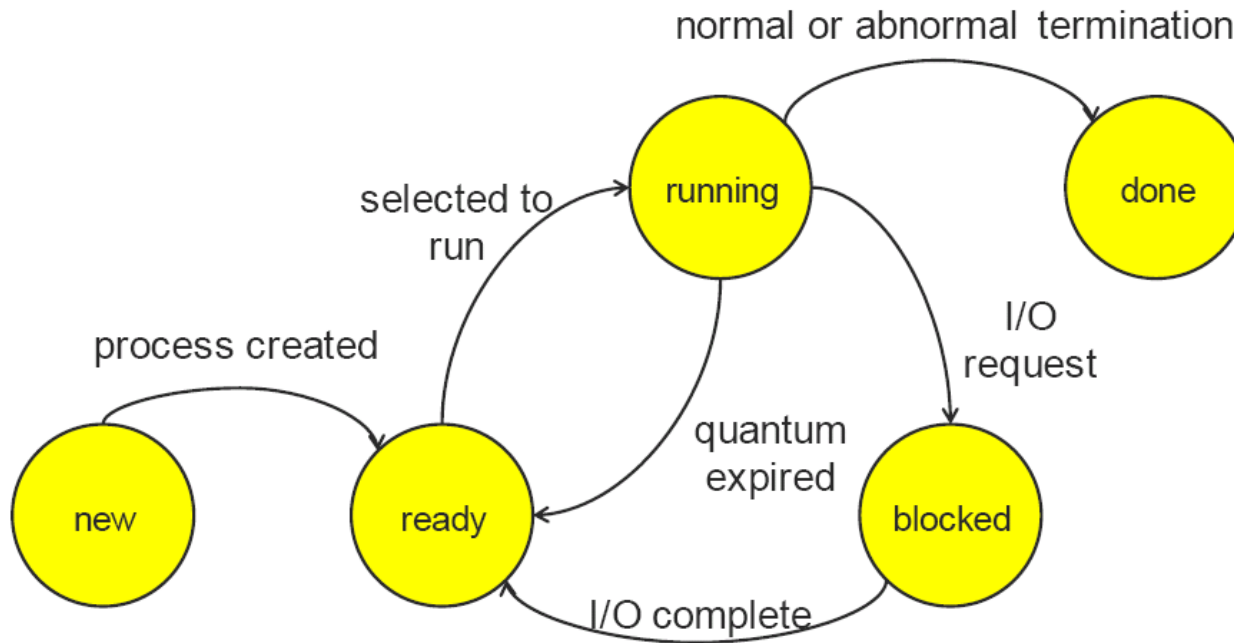 normal or abnormal termination
running
done
selected to
run
I/O
request
process created
quantum
expired
new
ready
blocked
I/O complete